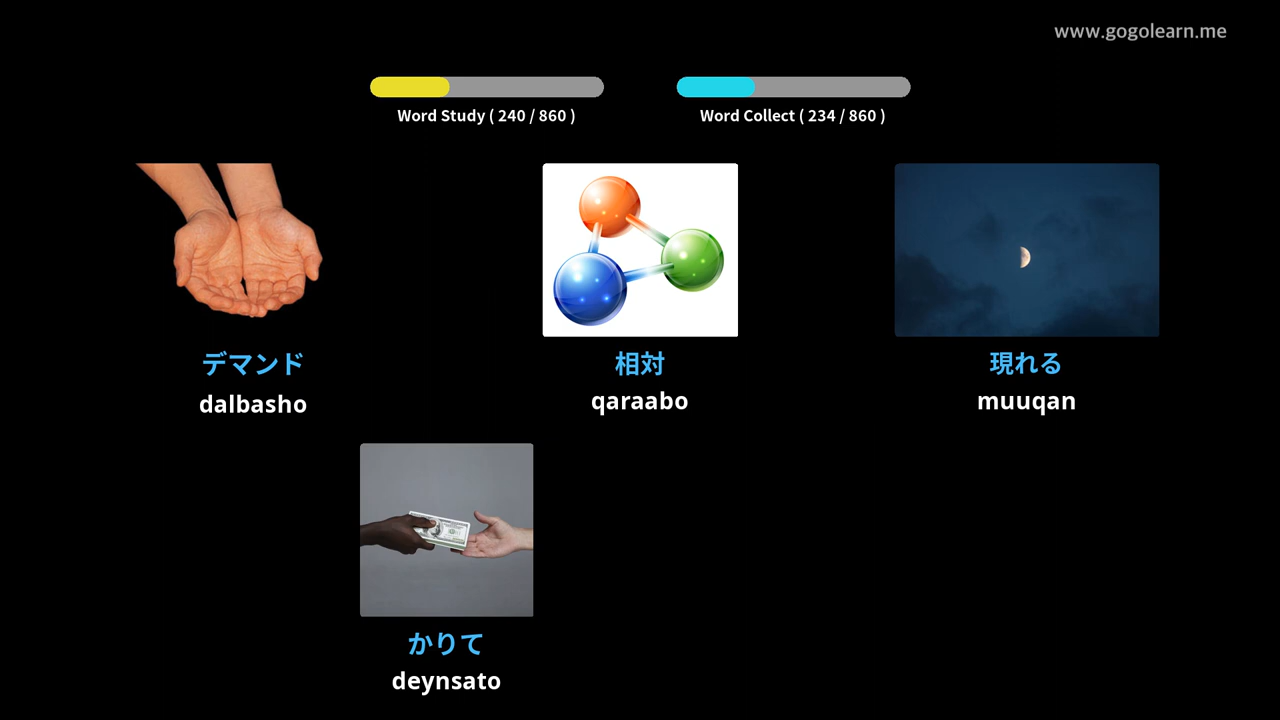 www.gogolearn.me
Word Study ( 240 / 860 )
Word Collect ( 234 / 860 )
デマンド
dalbasho
相対
qaraabo
現れる
muuqan
かりて
deynsato